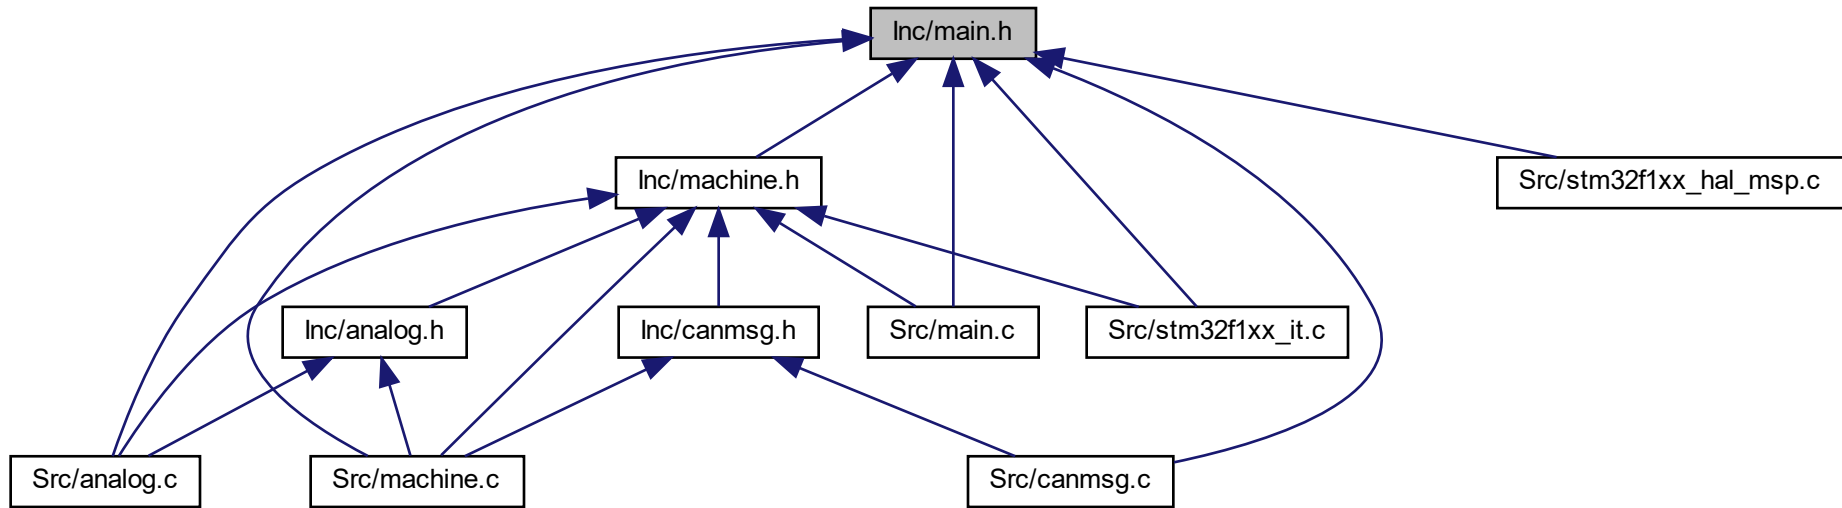 Inc/main.h
Inc/machine.h
Src/stm32f1xx_hal_msp.c
Inc/analog.h
Inc/canmsg.h
Src/main.c
Src/stm32f1xx_it.c
Src/analog.c
Src/machine.c
Src/canmsg.c